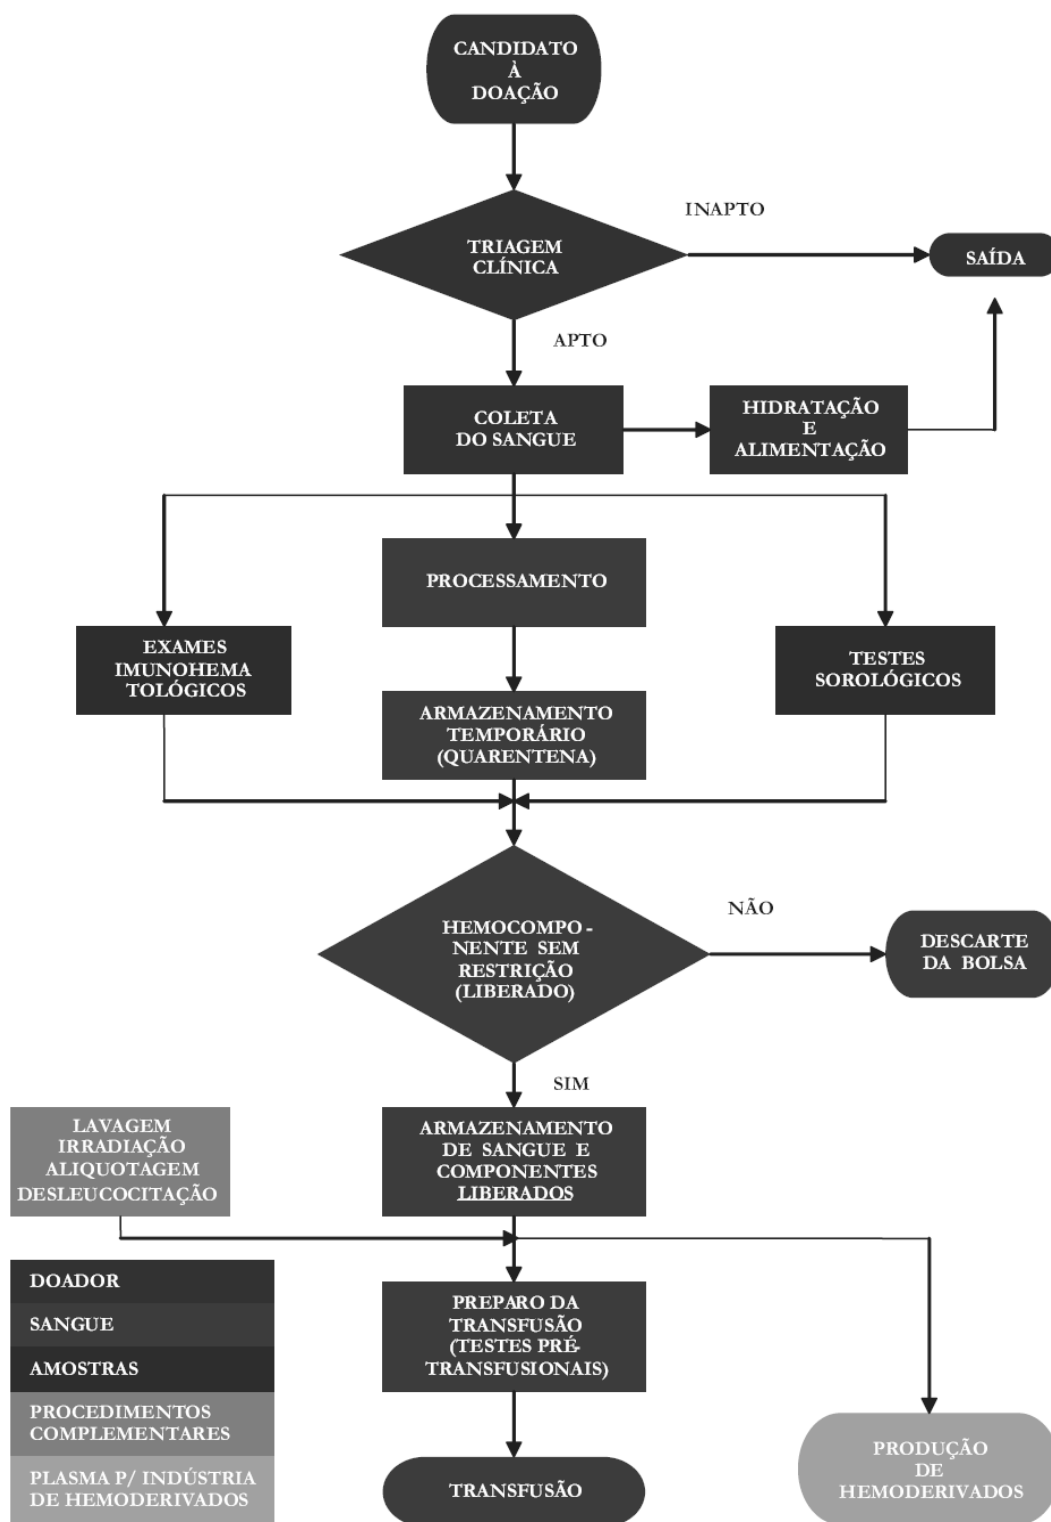 CANDIDATO
À
DOAÇÃO
INAPTO
TRIAGEM
CLÍNICA
SAÍDA
APTO
COLETA
DO SANGUE
HIDRATAÇÃO
E
ALIMENTAÇÃO
PROCESSAMENTO
EXAMES
IMUNOHEMA
TOLÓGICOS
TESTES
SOROLÓGICOS
ARMAZENAMENTO
TEMPORÁRIO
(QUARENTENA)
HEMOCOMPO -
NENTE SEM
RESTRIÇÃO
(LIBERADO)
NÃO
DESCARTE
DA BOLSA
SIM
LAVAGEM
IRRADIAÇÃO
ALIQUOTAGEM
DESLEUCOCITAÇÃO
ARMAZENAMENTO
DE SANGUE E
COMPONENTES
LIBERADOS
PREPARO DA
TRANSFUSÃO
(TESTES PRÉ-
TRANSFUSIONAIS)
TRANSFUSÃO
PRODUÇÃO
DE
HEMODERIVADOS
DOADOR
SANGUE
AMOSTRAS
PROCEDIMENTOS
COMPLEMENTARES
PLASMA P/ INDÚSTRIA
DE HEMODERIVADOS